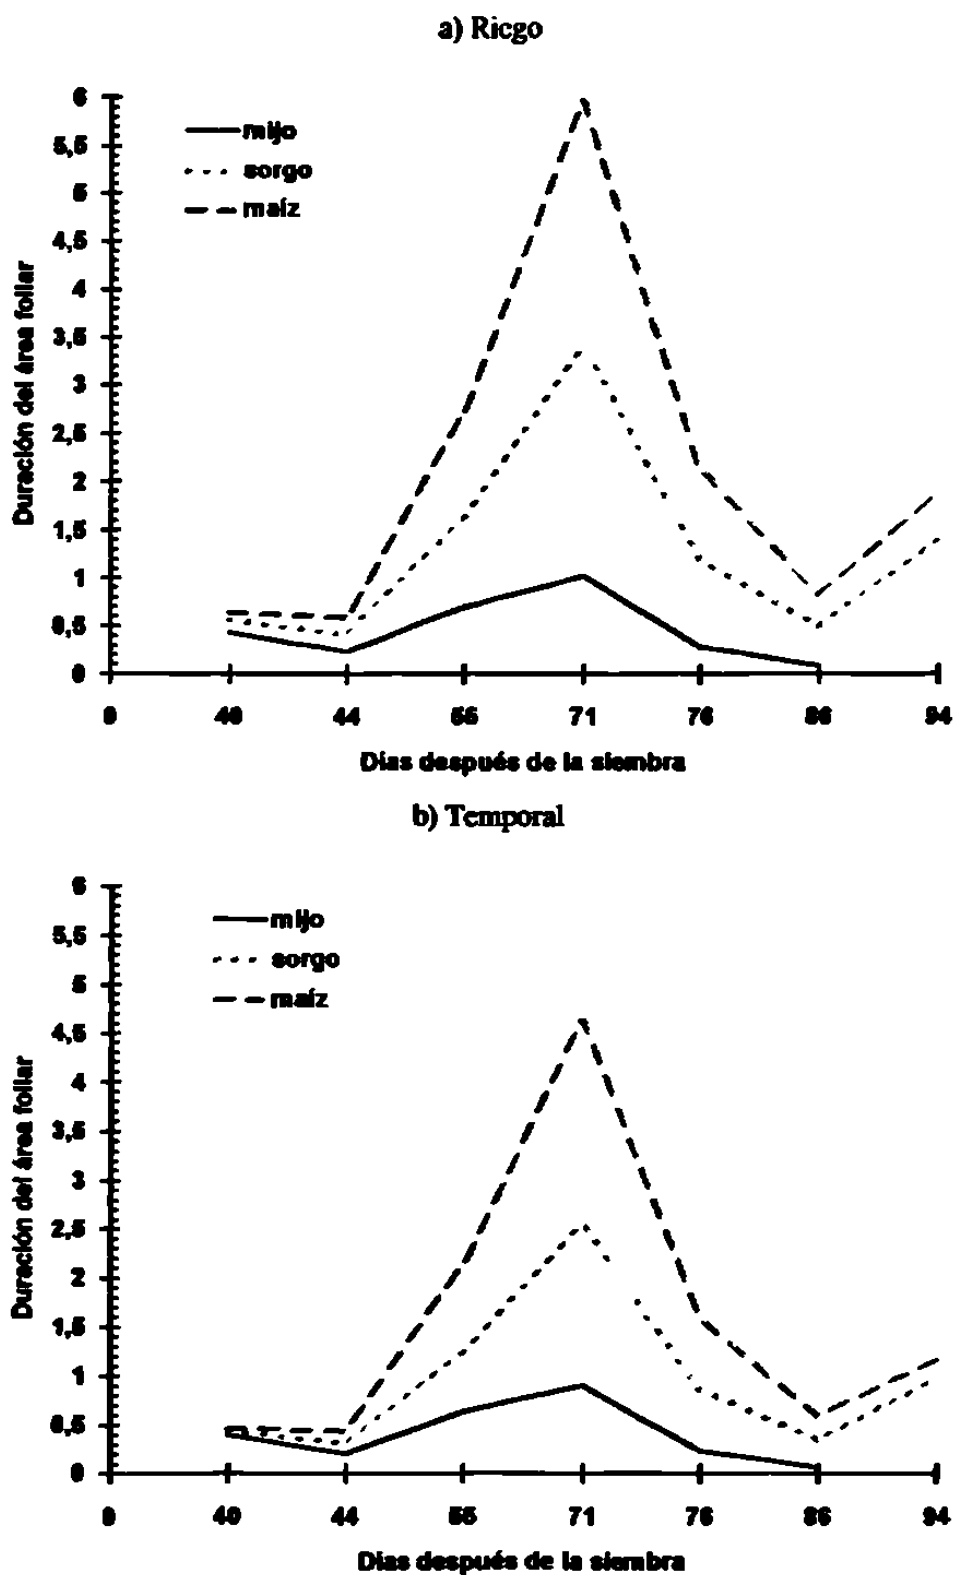 a) Riego
6
5,5
5
4,5
4
3,5
3
2,5
2
1,5
1
0,5
0
mijo
sorgo
maíz
Duración del área foliar
0 40 44 55 71 76 86 94
Días después de la siembra
b) Temporal
6
5,5
5
4,5
4
3,5
3
2,5
2
1,5
1
0,5
0
mijo
sorgo
maíz
Duración del área foliar
0 40 44 55 71 76 86 94
Días después de la siembra